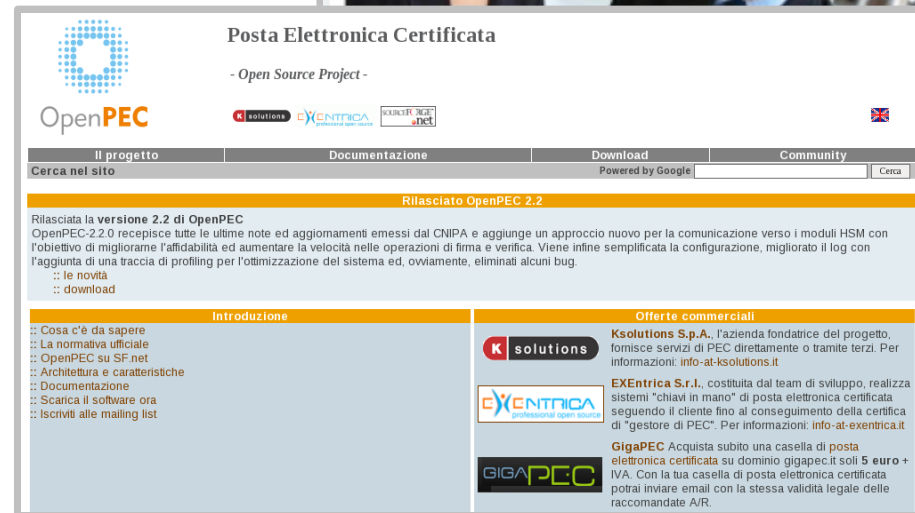 Posta Elettronica Certificata
- Open Source Project -
OpenPEC
K solutions EXENTRICA professional open source SOURCEFORGE .net
Il progetto Documentazione Download Community
Cerca nel sito Powered by Google Cerca
Rilasciato OpenPEC 2.2
Rilasciata la versione 2.2 di OpenPEC
OpenPEC-2.2.0 recepisce tutte le ultime note ed aggiornamenti emessi dal CNIPA e aggiunge un approccio nuovo per la comunicazione verso i moduli HSM con
l'obiettivo di migliorarne l'affidabilità ed aumentare la velocità nelle operazioni di firma e verifica. Viene infine semplificata la configurazione, migliorato il log con
l'aggiunta di una traccia di profiling per l'ottimizzazione del sistema ed, ovviamente, eliminati alcuni bug.
:: le novità
:: download
Introduzione
:: Cosa c'è da sapere
:: La normativa ufficiale
:: OpenPEC su SF.net
:: Architettura e caratteristiche
:: Documentazione
:: Scarica il software ora
:: Iscriviti alle mailing list
Offerte commerciali
K solutions
Ksolutions S.p.A., l'azienda fondatrice del progetto,
fornisce servizi di PEC direttamente o tramite terzi. Per
informazioni: info-at-ksolutions.it
EXENTRICA
professional open source
EXEntrica S.r.l., costituita dal team di sviluppo, realizza
sistemi "chiavi in mano" di posta elettronica certificata
seguendo il cliente fino al conseguimento della certifica
di "gestore di PEC". Per informazioni: info-at-exentrica.it
GIGAPEC
GigaPEC Acquista subito una casella di posta
elettronica certificata su dominio gigapec.it soli 5 euro +
IVA. Con la tua casella di posta elettronica certificata
potrai inviare email con la stessa validità legale delle
raccomandate A/R.